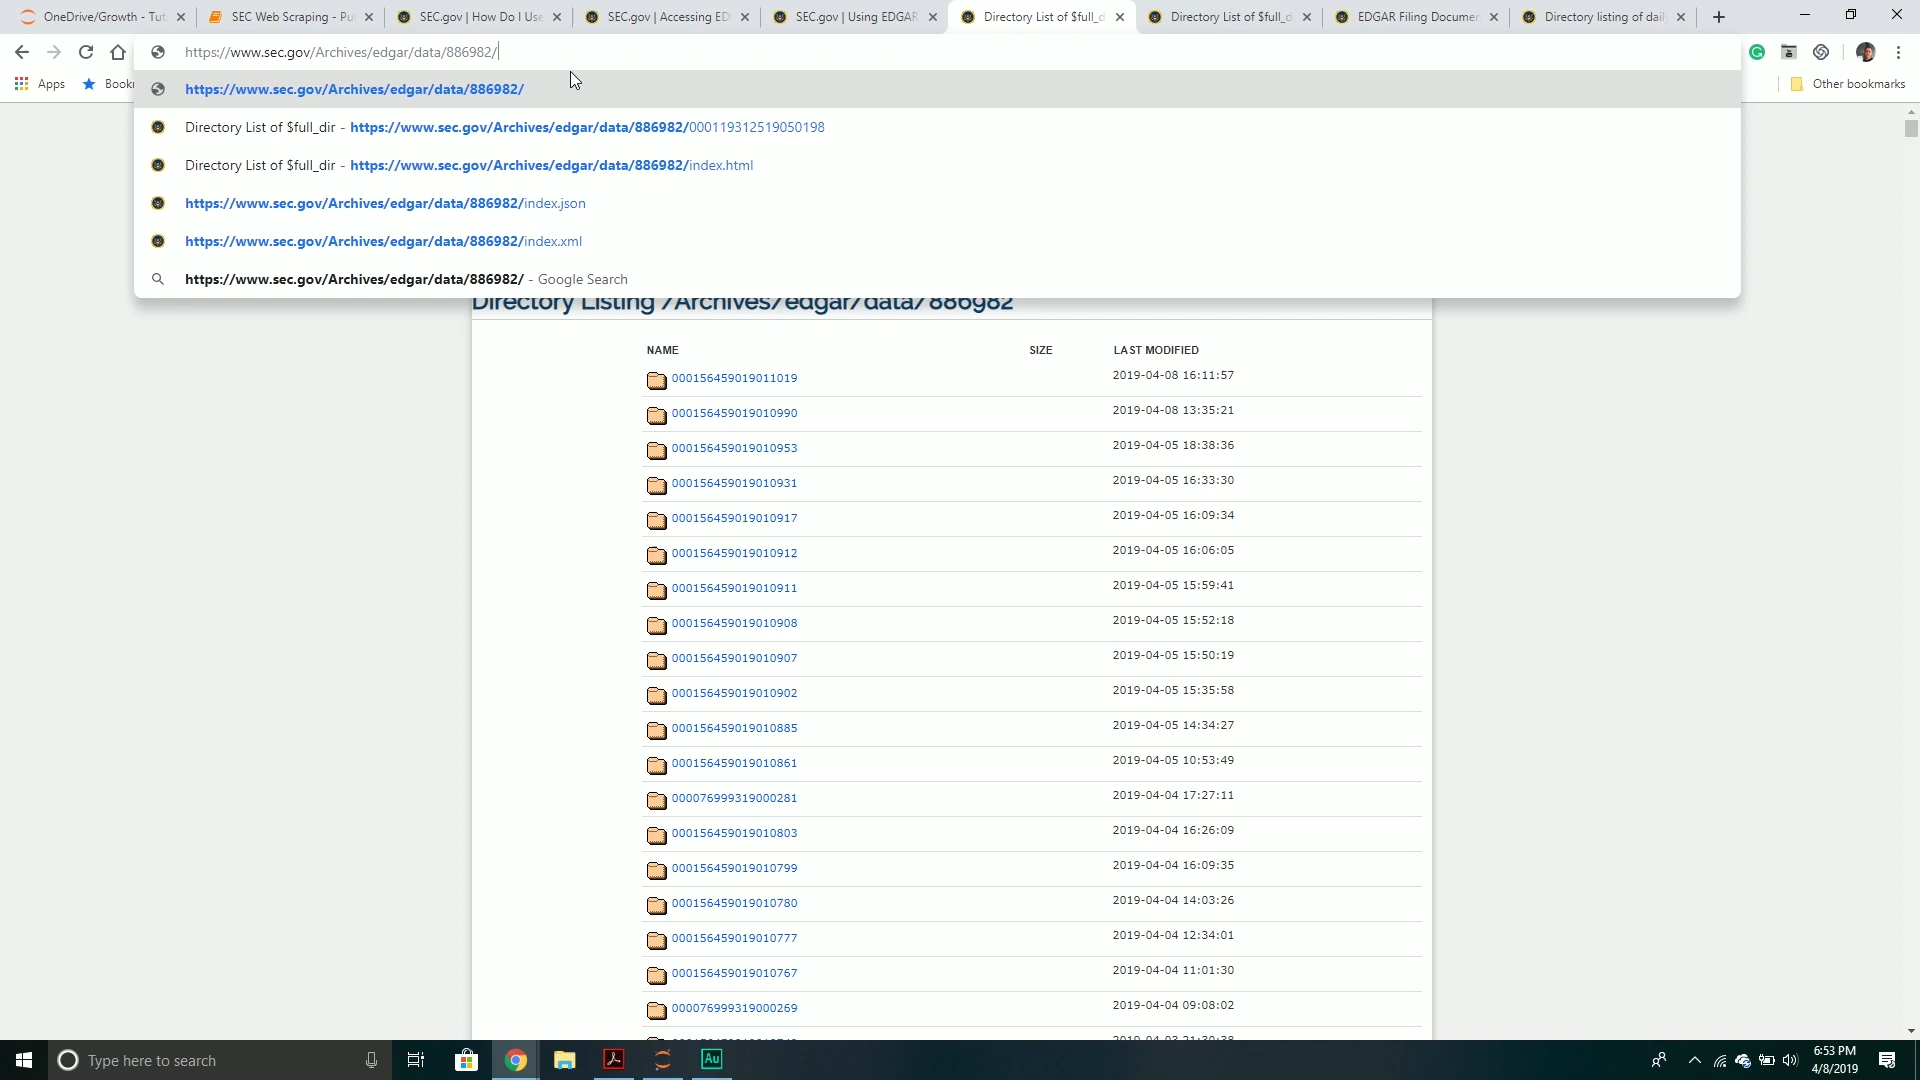 OneDrive/Growth - Tut
SEC Web Scraping - Pu
SEC.gov | How Do I Use
SEC.gov | Accessing ED
SEC.gov | Using EDGAR
Directory List of $full_d
Directory List of $full_d
EDGAR Filing Documen
Directory listing of dail
https://www.sec.gov/Archives/edgar/data/886982/
Apps
Bookn
Other bookmarks
https://www.sec.gov/Archives/edgar/data/886982/
Directory List of $full_dir - https://www.sec.gov/Archives/edgar/data/886982/000119312519050198
Directory List of $full_dir - https://www.sec.gov/Archives/edgar/data/886982/index.html
https://www.sec.gov/Archives/edgar/data/886982/index.json
https://www.sec.gov/Archives/edgar/data/886982/index.xml
https://www.sec.gov/Archives/edgar/data/886982/ - Google Search
Directory Listing /Archives/edgar/data/886982
NAME SIZE LAST MODIFIED
000156459019011019 2019-04-08 16:11:57
000156459019010990 2019-04-08 13:35:21
000156459019010953 2019-04-05 18:38:36
000156459019010931 2019-04-05 16:33:30
000156459019010917 2019-04-05 16:09:34
000156459019010912 2019-04-05 16:06:05
000156459019010911 2019-04-05 15:59:41
000156459019010908 2019-04-05 15:52:18
000156459019010907 2019-04-05 15:50:19
000156459019010902 2019-04-05 15:35:58
000156459019010885 2019-04-05 14:34:27
000156459019010861 2019-04-05 10:53:49
000076999319000281 2019-04-04 17:27:11
000156459019010803 2019-04-04 16:26:09
000156459019010799 2019-04-04 16:09:35
000156459019010780 2019-04-04 14:03:26
000156459019010777 2019-04-04 12:34:01
000156459019010767 2019-04-04 11:01:30
000076999319000269 2019-04-04 09:08:02
Type here to search
Au
6:53 PM
4/8/2019